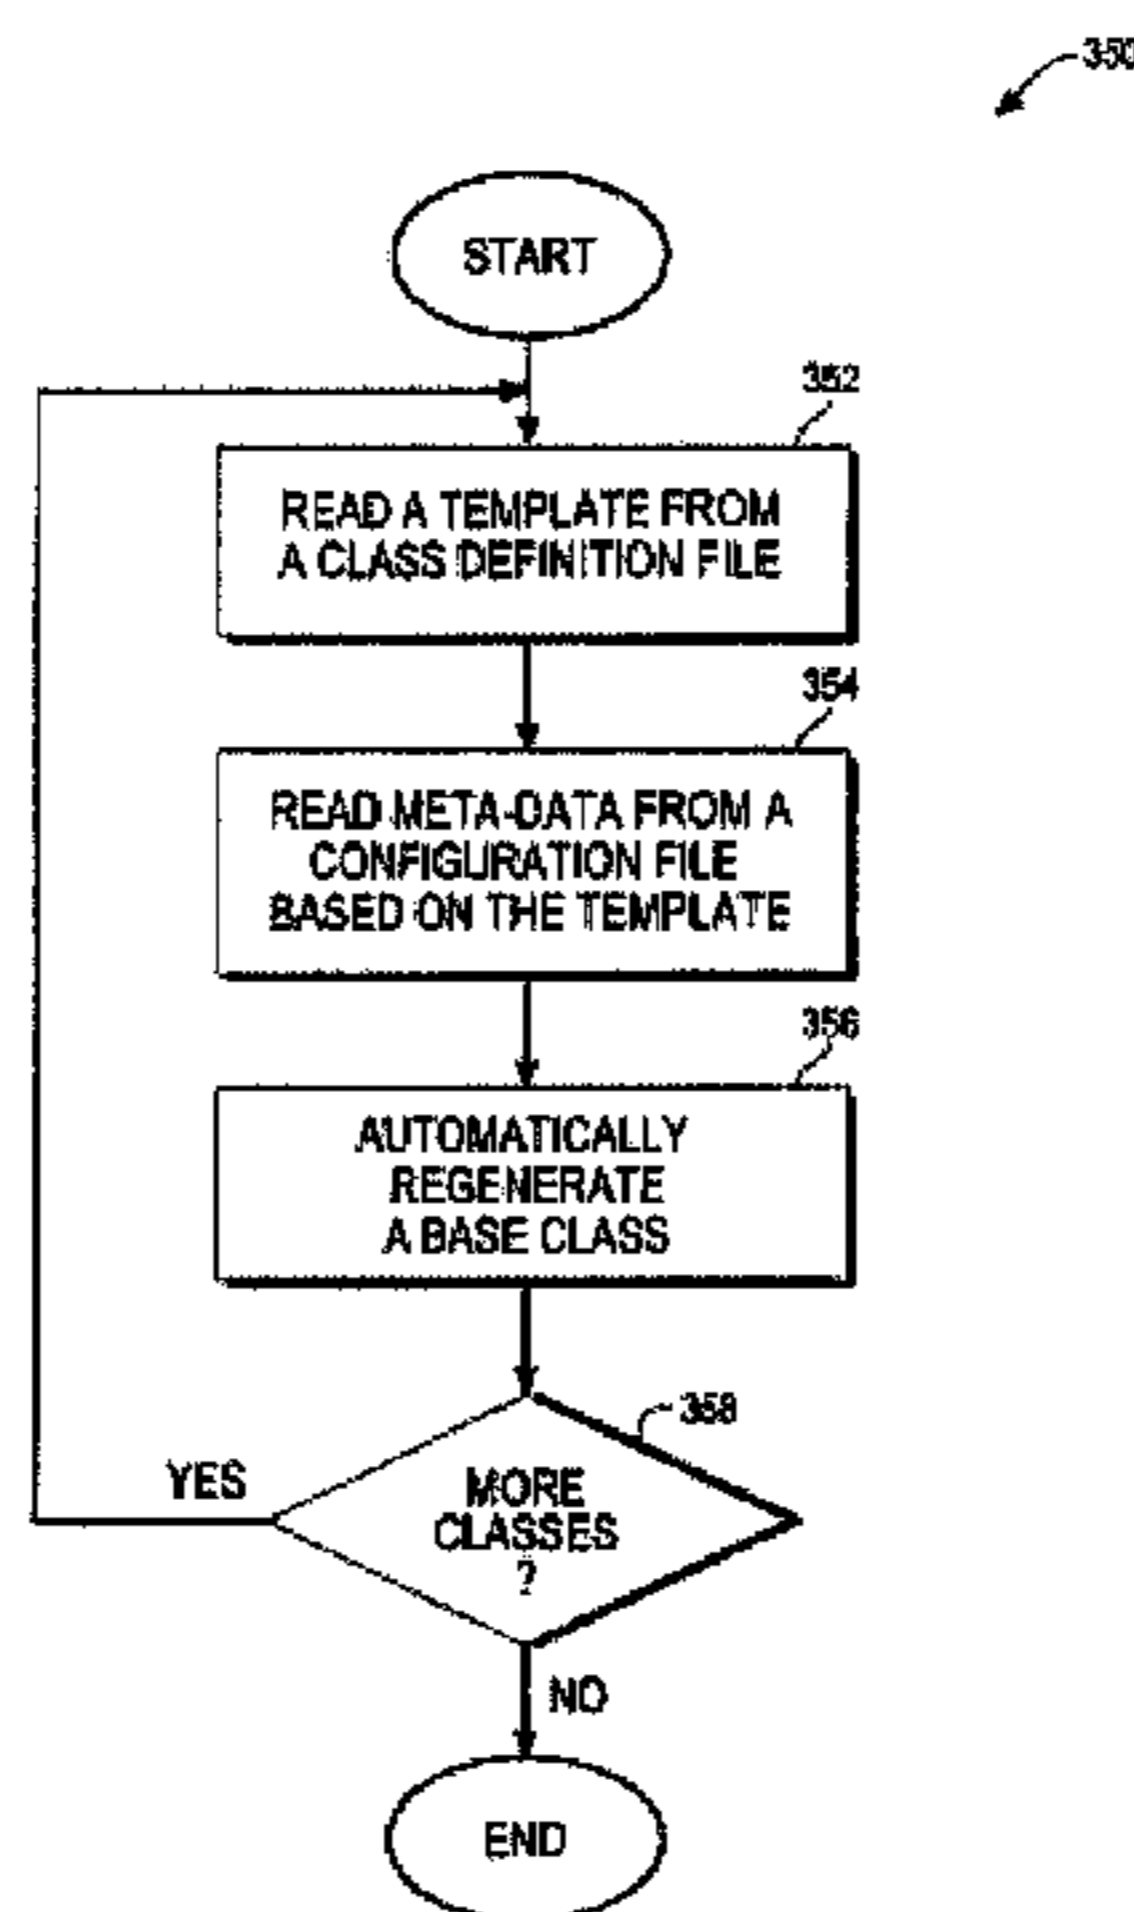 350
START
352
READ A TEMPLATE FROM
A CLASS DEFINITION FILE
354
READ META-DATA FROM A
CONFIGURATION FILE
BASED ON THE TEMPLATE
356
AUTOMATICALLY
REGENERATE
A BASE CLASS
358
MORE
CLASSES
?
YES
NO
END